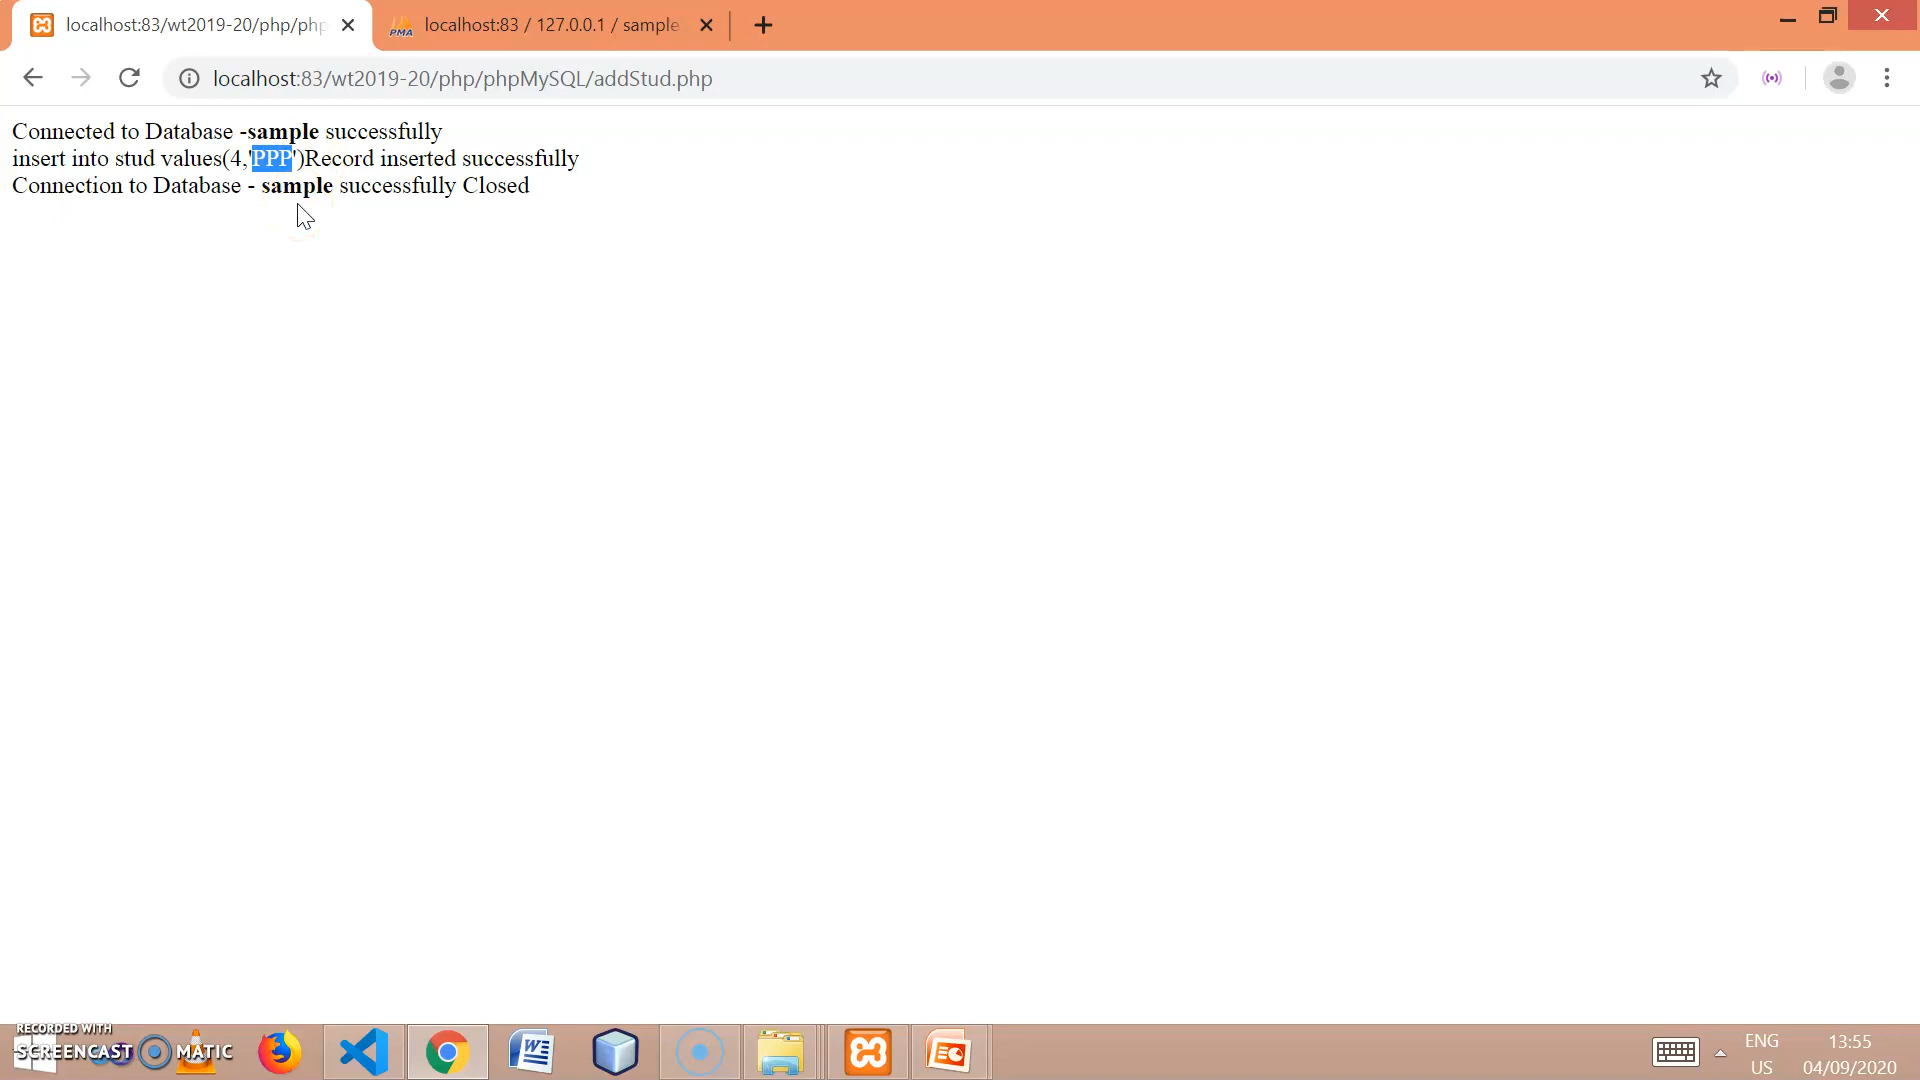 localhost:83/wt2019-20/php/php
localhost:83 / 127.0.0.1 / sample
localhost:83/wt2019-20/php/phpMySQL/addStud.php
Connected to Database -sample successfully
insert into stud values(4,'PPP')Record inserted successfully
Connection to Database - sample successfully Closed
RECORDED WITH
SCREENCAST MATIC
ENG
US
13:55
04/09/2020